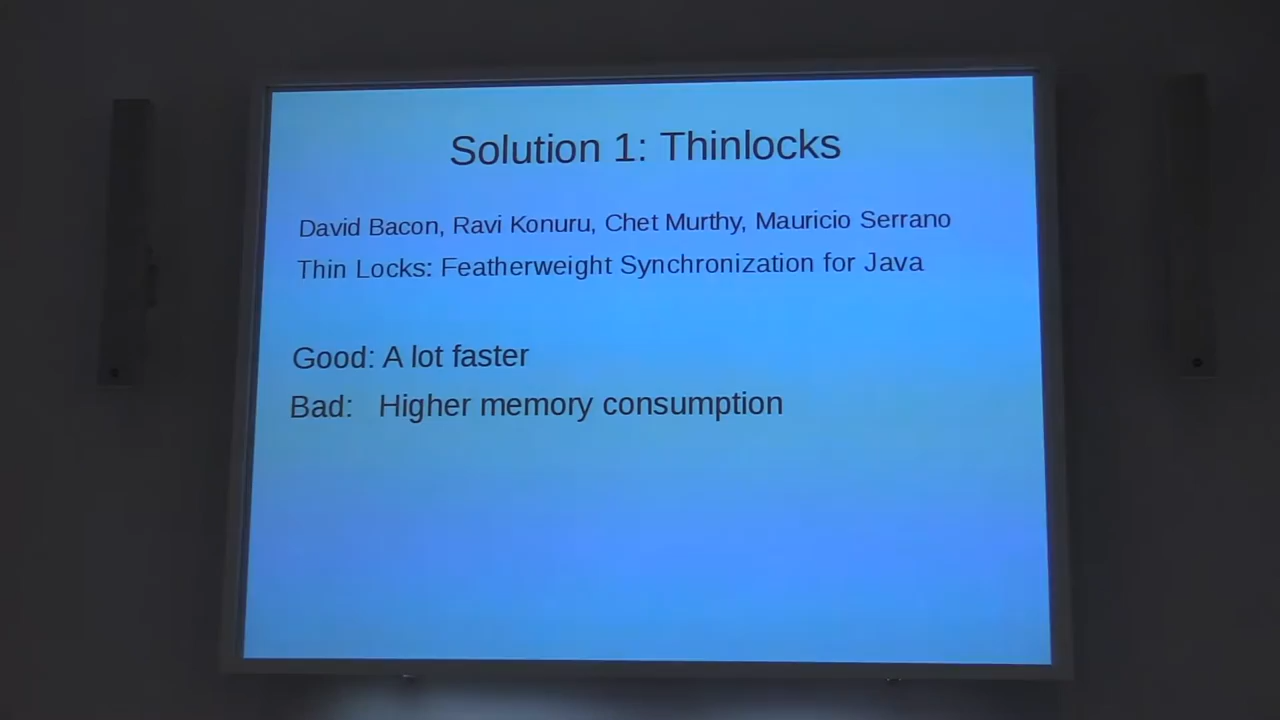 Solution 1: Thinlocks
David Bacon, Ravi Konuru, Chet Murthy, Mauricio Serrano
Thin Locks: Featherweight Synchronization for Java
Good: A lot faster
Bad: Higher memory consumption